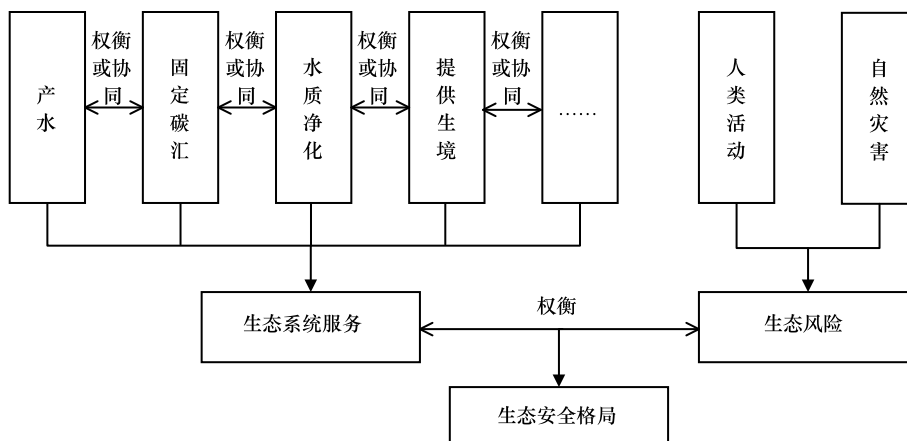 产水
权衡
或协
同
固定碳汇
权衡
或协
同
水质净化
权衡
或协
同
提供生境
权衡
或协
同
……
人类活动
自然灾害
生态系统服务
权衡
生态风险
生态安全格局